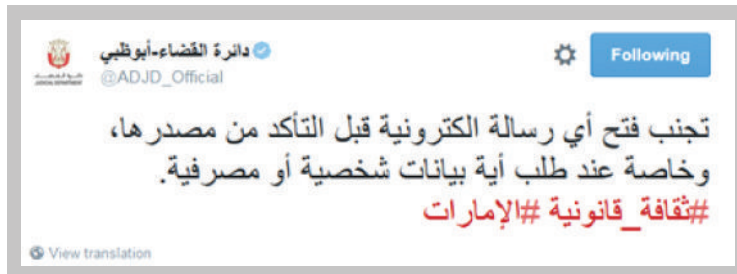 دائرة القضاء-أبوظبي
@ADJD_Official
Following
تجنب فتح أي رسالة الكترونية قبل التأكد من مصدرها،
وخاصة عند طلب أية بيانات شخصية أو مصرفية.
#ثقافة_قانونية #الإمارات
View translation